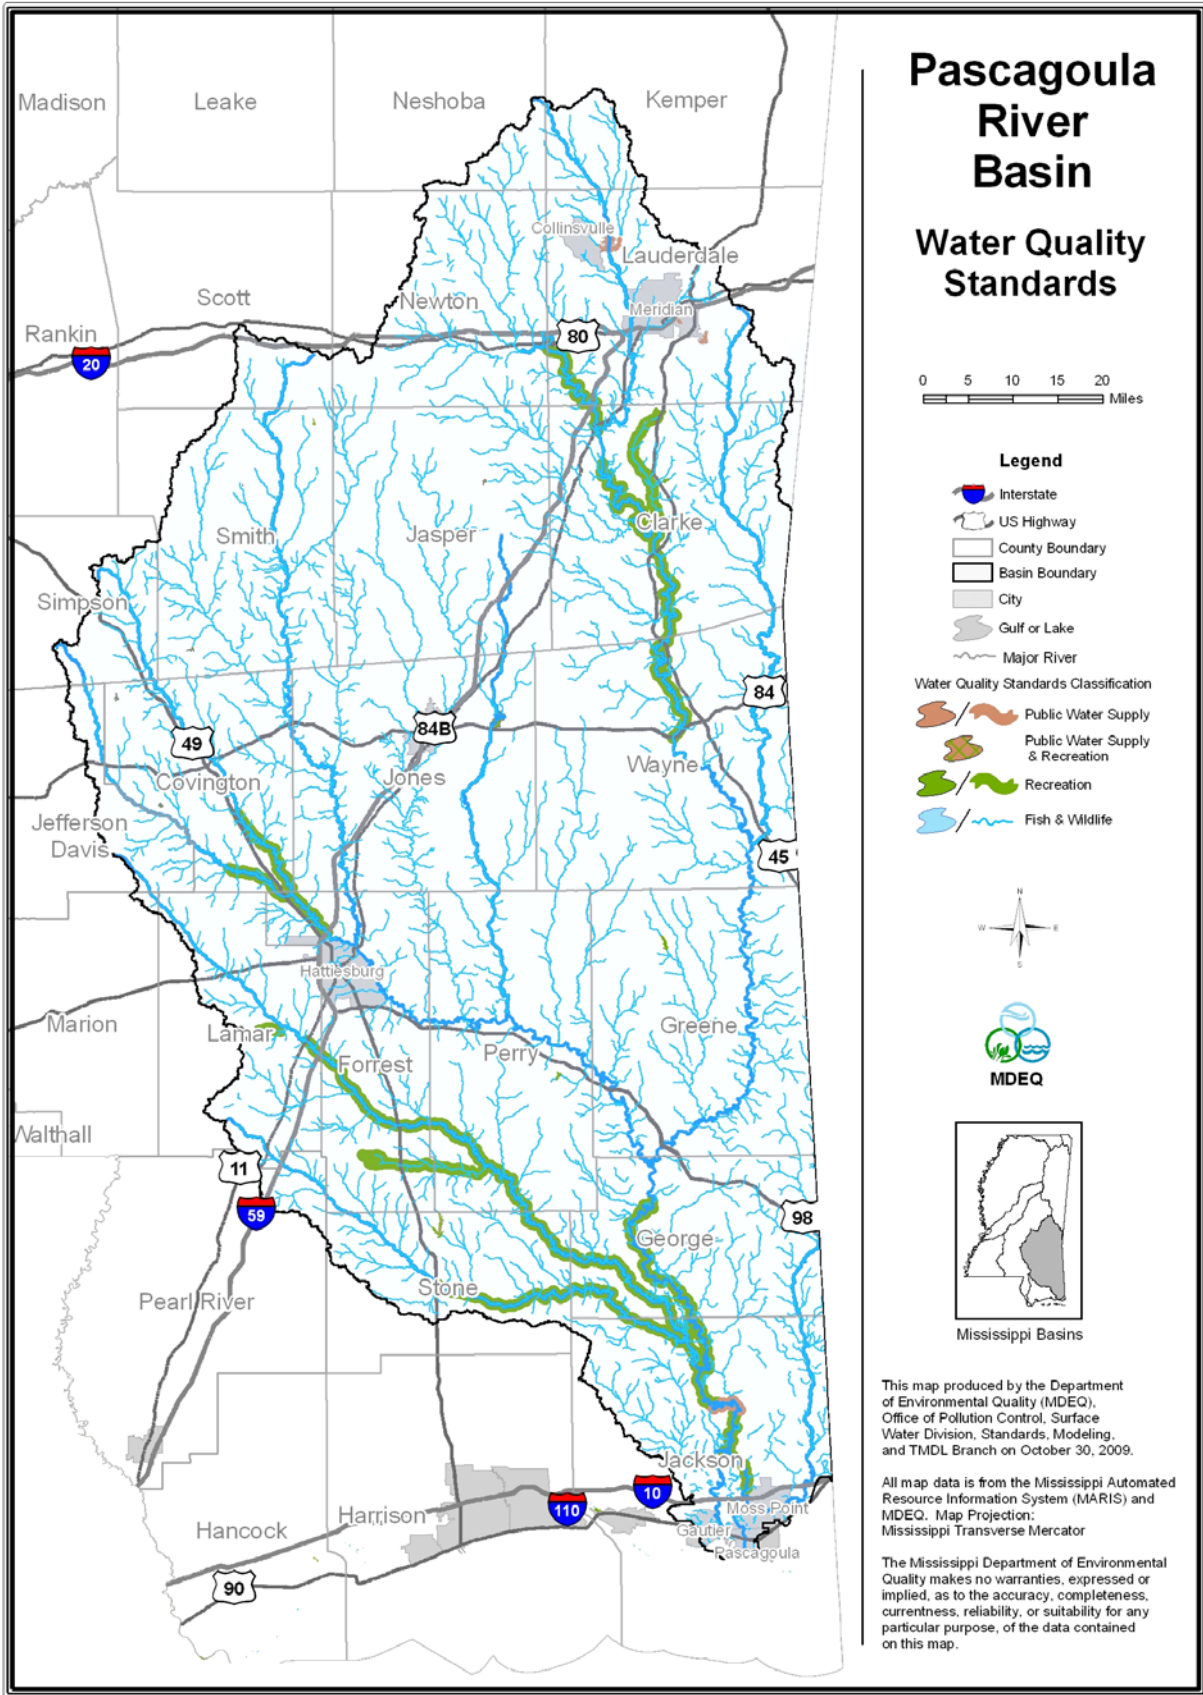 Pascagoula
River
Basin
Water Quality
Standards
0 5 10 15 20
Miles
Legend
Interstate
US Highway
County Boundary
Basin Boundary
City
Gulf or Lake
Major River
Water Quality Standards Classification
Public Water Supply
Public Water Supply
& Recreation
Recreation
Fish & Wildlife
N
W E
S
MDEQ
Mississippi Basins
This map produced by the Department
of Environmental Quality (MDEQ),
Office of Pollution Control, Surface
Water Division, Standards, Modeling,
and TMDL Branch on October 30, 2009.
All map data is from the Mississippi Automated
Resource Information System (MARIS) and
MDEQ. Map Projection:
Mississippi Transverse Mercator
The Mississippi Department of Environmental
Quality makes no warranties, expressed or
implied, as to the accuracy, completeness,
currentness, reliability, or suitability for any
particular purpose, of the data contained
on this map.
Madison
Leake
Neshoba
Kemper
Collinsvulle
Lauderdale
Scott
Newton
Meridian
Rankin
80
20
Smith
Jasper
Clarke
Simpson
84
84B
49
Wayne
Covington
Jones
Jefferson
Davis
45
Hattiesburg
Marion
Lamar
Greene
Perry
Forrest
Walthall
11
59
98
George
Stone
Pearl River
Jackson
10
110
Moss Point
Harrison
Hancock
Gautier
Pascagoula
90